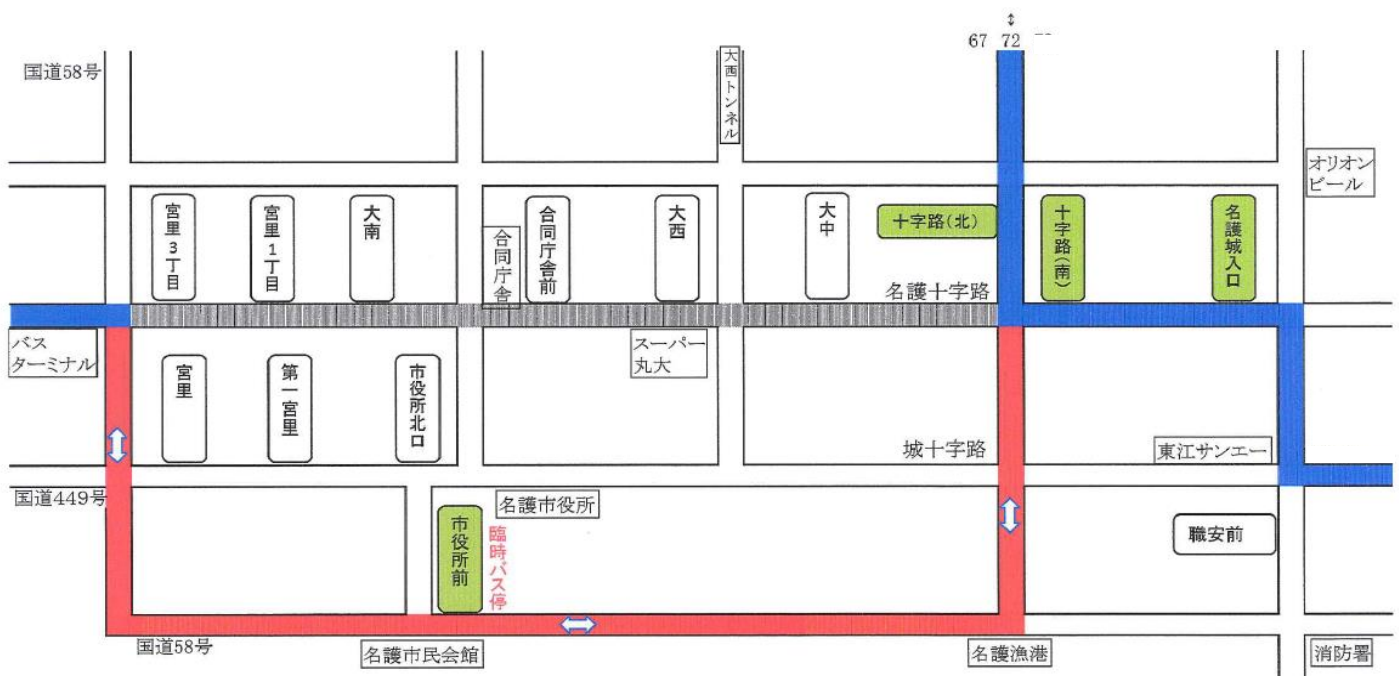 67 72
国道58号
大西トンネル
オリオン
ビール
宮里3丁目
宮里1丁目
大南
合同庁舎
合同庁舎前
大西
大中
十字路(北)
十字路(南)
名護城入口
名護十字路
バス
ターミナル
スーパー
丸大
宮里
第一宮里
市役所北口
城十字路
東江サンエー
国道449号
名護市役所
市役所前
臨時バス停
職安前
国道58号
名護市民会館
名護漁港
消防署